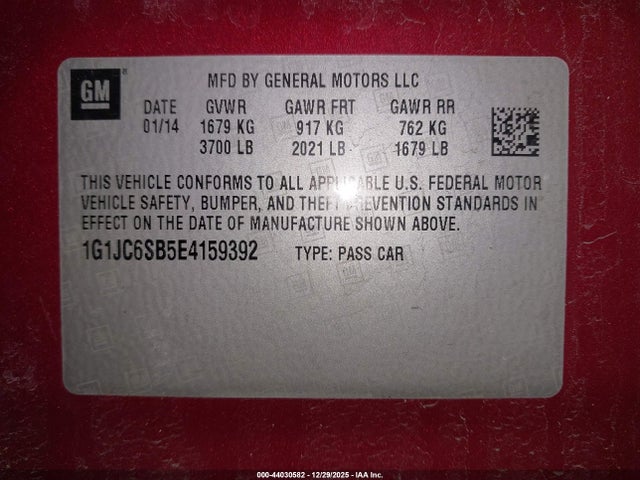 MFD BY GENERAL MOTORS LLC
GM
DATE GVWR GAWR FRT GAWR RR
01/14 1679 KG 917 KG 762 KG
3700 LB 2021 LB 1679 LB
THIS VEHICLE CONFORMS TO ALL APPLICABLE U.S. FEDERAL MOTOR
VEHICLE SAFETY, BUMPER, AND THEFT PREVENTION STANDARDS IN
EFFECT ON THE DATE OF MANUFACTURE SHOWN ABOVE.
1G1JC6SB5E4159392 TYPE: PASS CAR
000-44030582 - 12/29/2025 - IAA Inc.